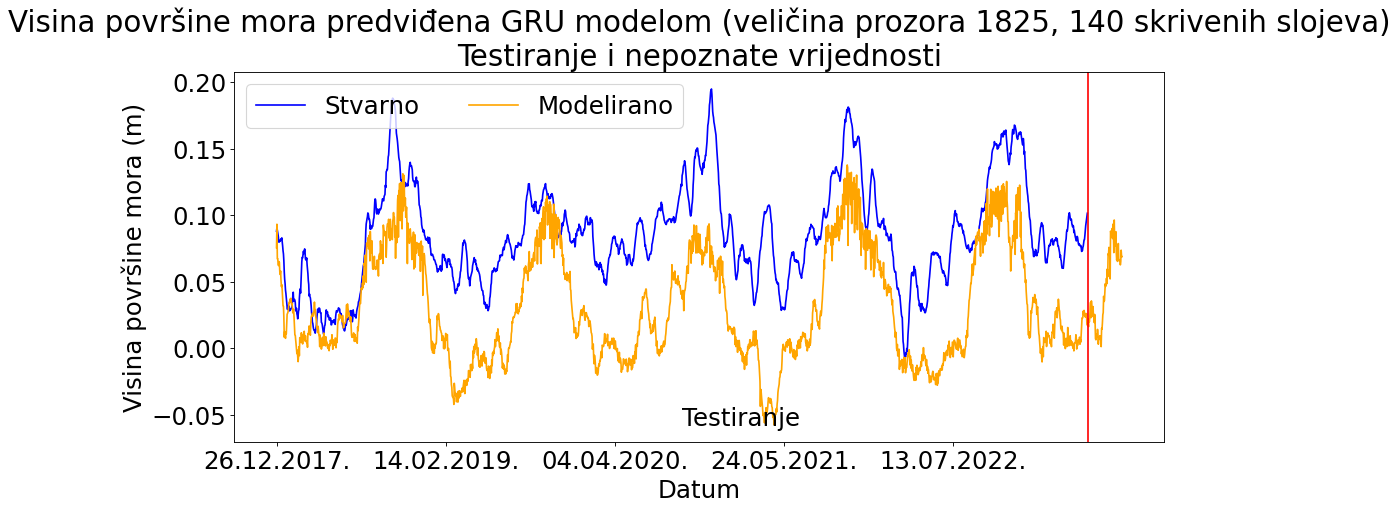 Visina površine mora predviđena GRU modelom (veličina prozora 1825, 140 skrivenih slojeva)
Testiranje i nepoznate vrijednosti
Stvarno Modelirano
Visina površine mora (m)
0.20
0.15
0.10
0.05
0.00
−0.05
Testiranje
26.12.2017. 14.02.2019. 04.04.2020. 24.05.2021. 13.07.2022.
Datum